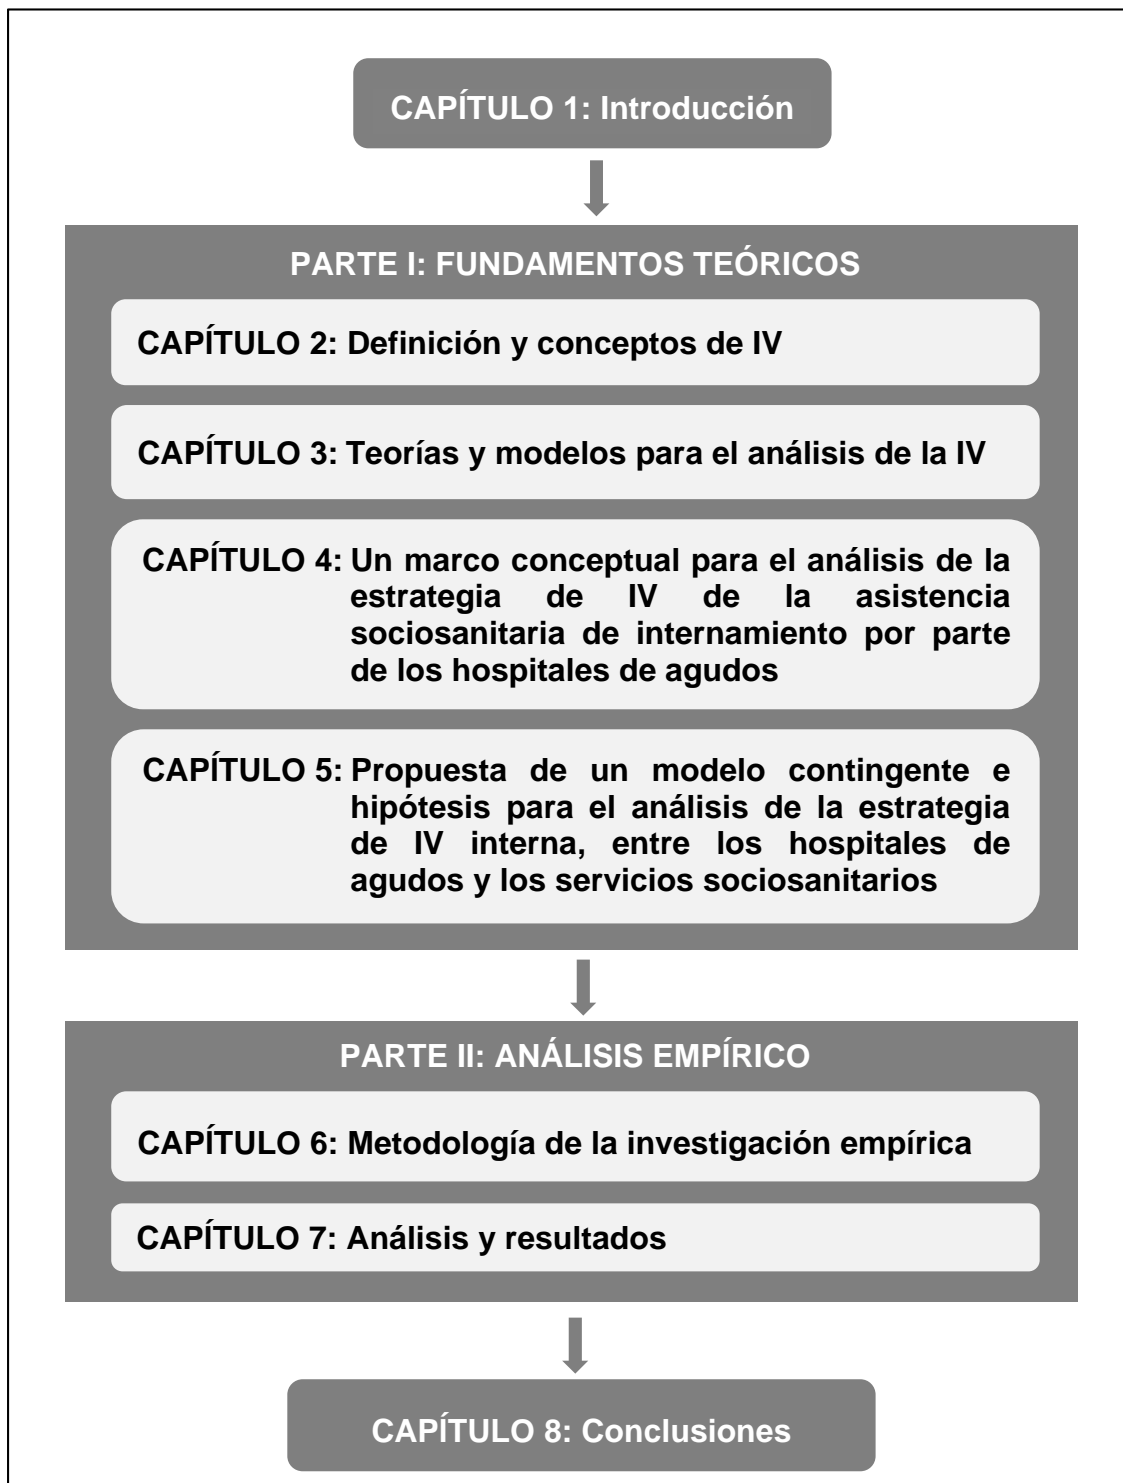 CAPÍTULO 1: Introducción
PARTE I: FUNDAMENTOS TEÓRICOS
CAPÍTULO 2: Definición y conceptos de IV
CAPÍTULO 3: Teorías y modelos para el análisis de la IV
CAPÍTULO 4: Un marco conceptual para el análisis de la
estrategia de IV de la asistencia
sociosanitaria de internamiento por parte
de los hospitales de agudos
CAPÍTULO 5: Propuesta de un modelo contingente e
hipótesis para el análisis de la estrategia
de IV interna, entre los hospitales de
agudos y los servicios sociosanitarios
PARTE II: ANÁLISIS EMPÍRICO
CAPÍTULO 6: Metodología de la investigación empírica
CAPÍTULO 7: Análisis y resultados
CAPÍTULO 8: Conclusiones